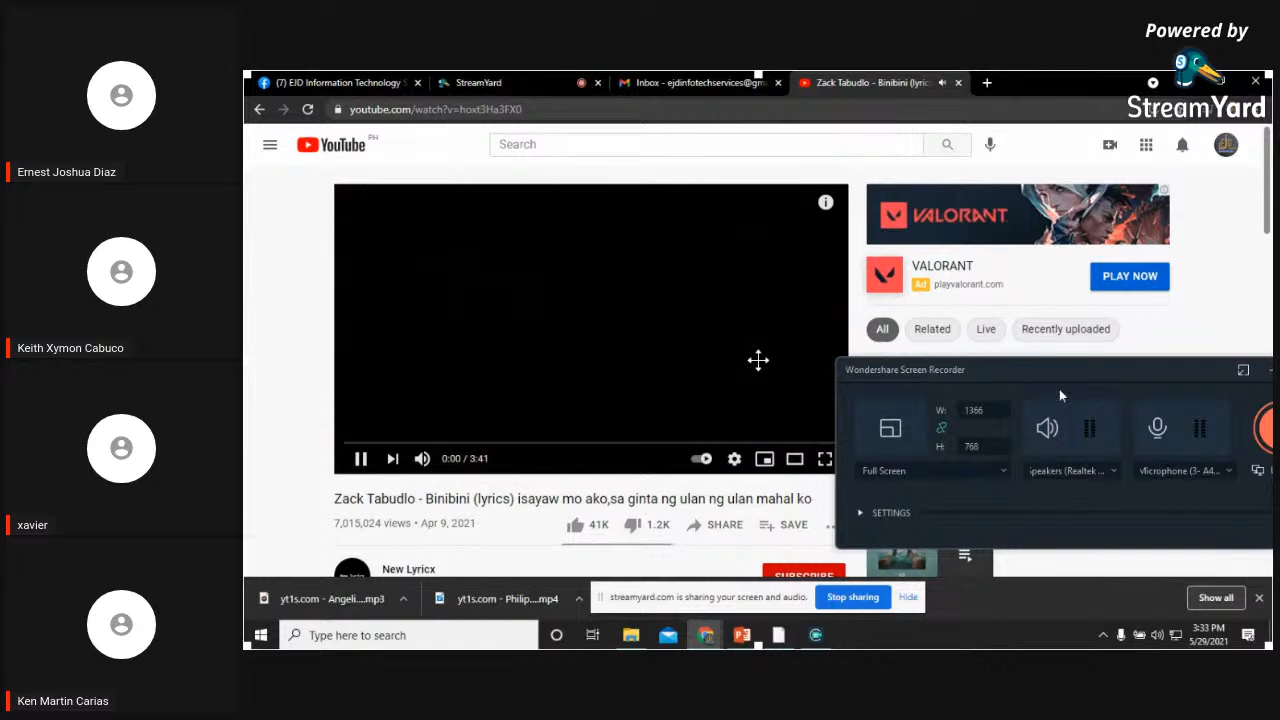 Powered by
StreamYard
Ernest Joshua Diaz
Keith Xymon Cabuco
xavier
Ken Martin Carias
(7) EJD Information Technology S
StreamYard
Inbox - ejdinfotechservices@gm
Zack Tabudlo - Binibini (lyric
youtube.com/watch?v=hoxt3Ha3FX0
YouTube PH
Search
VALORANT
VALORANT
Ad playvalorant.com
PLAY NOW
All Related Live Recently uploaded
0:00 / 3:41
Wondershare Screen Recorder
W: 1366
H: 768
Full Screen
Speakers (Realtek ...
Microphone (3- A4...
SETTINGS
Zack Tabudlo - Binibini (lyrics) isayaw mo ako,sa ginta ng ulan ng ulan mahal ko
7,015,024 views • Apr 9, 2021
41K 1.2K SHARE SAVE
New Lyricx
SUBSCRIBE
yt1s.com - Angeli....mp3
yt1s.com - Philip....mp4
streamyard.com is sharing your screen and audio.
Stop sharing
Hide
Show all
Type here to search
3:33 PM
5/29/2021